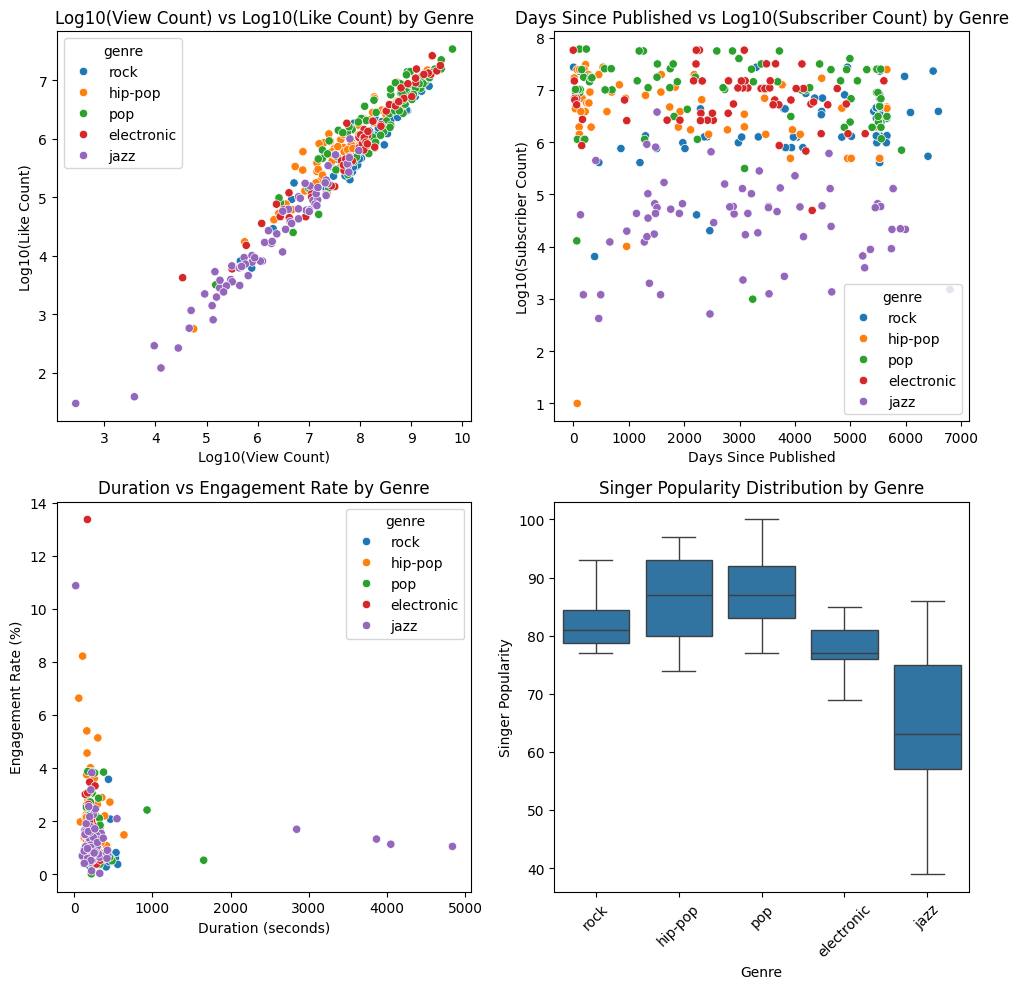 Log10(View Count) vs Log10(Like Count) by Genre
genre
rock
hip-pop
pop
electronic
jazz
Log10(Like Count)
7
6
5
4
3
2
3 4 5 6 7 8 9 10
Log10(View Count)
Days Since Published vs Log10(Subscriber Count) by Genre
Log10(Subscriber Count)
8
7
6
5
4
3
2
1
genre
rock
hip-pop
pop
electronic
jazz
0 1000 2000 3000 4000 5000 6000 7000
Days Since Published
Duration vs Engagement Rate by Genre
genre
rock
hip-pop
pop
electronic
jazz
Engagement Rate (%)
14
12
10
8
6
4
2
0
0 1000 2000 3000 4000 5000
Duration (seconds)
Singer Popularity Distribution by Genre
Singer Popularity
100
90
80
70
60
50
40
rock hip-pop pop electronic jazz
Genre